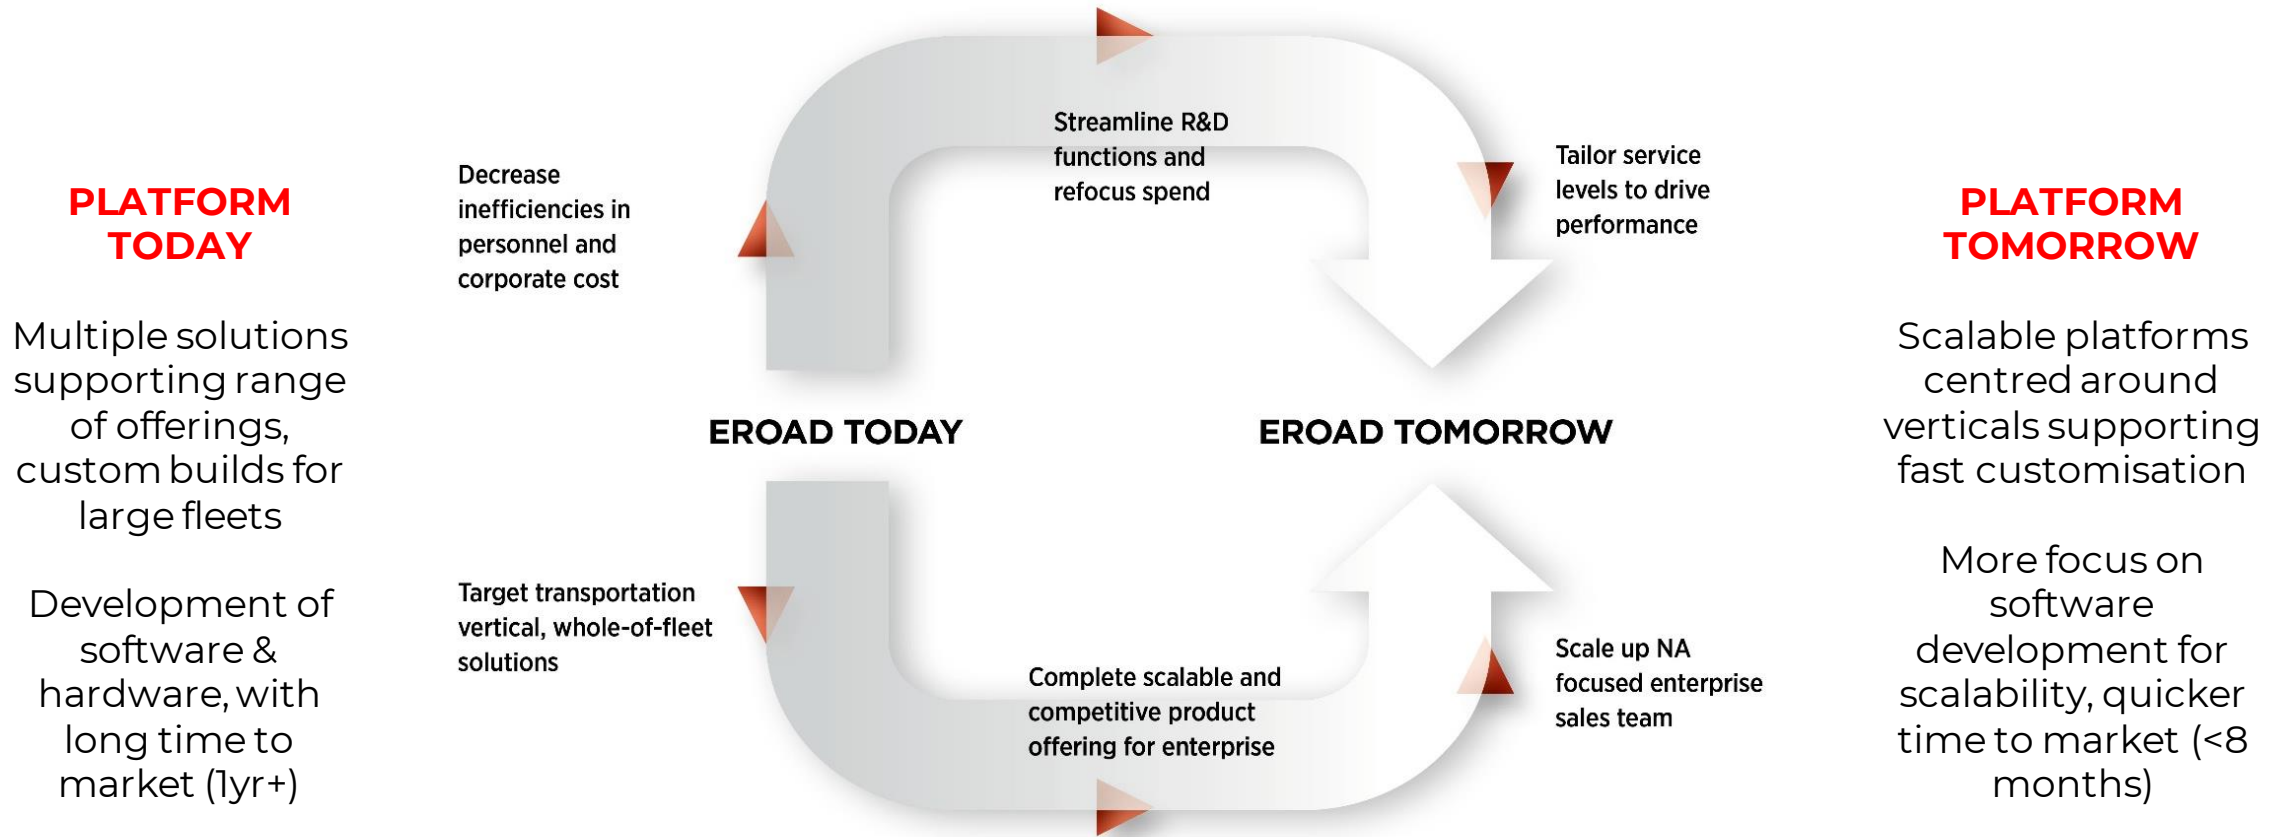 PLATFORM
TODAY
Multiple solutions
supporting range
of offerings,
custom builds for
large fleets
Development of
software &
hardware, with
long time to
market (1yr+)
Decrease
inefficiencies in
personnel and
corporate cost
Streamline R&D
functions and
refocus spend
Tailor service
levels to drive
performance
EROAD TODAY
EROAD TOMORROW
Target transportation
vertical, whole-of-fleet
solutions
Complete scalable and
competitive product
offering for enterprise
Scale up NA
focused enterprise
sales team
PLATFORM
TOMORROW
Scalable platforms
centred around
verticals supporting
fast customisation
More focus on
software
development for
scalability, quicker
time to market (<8
months)